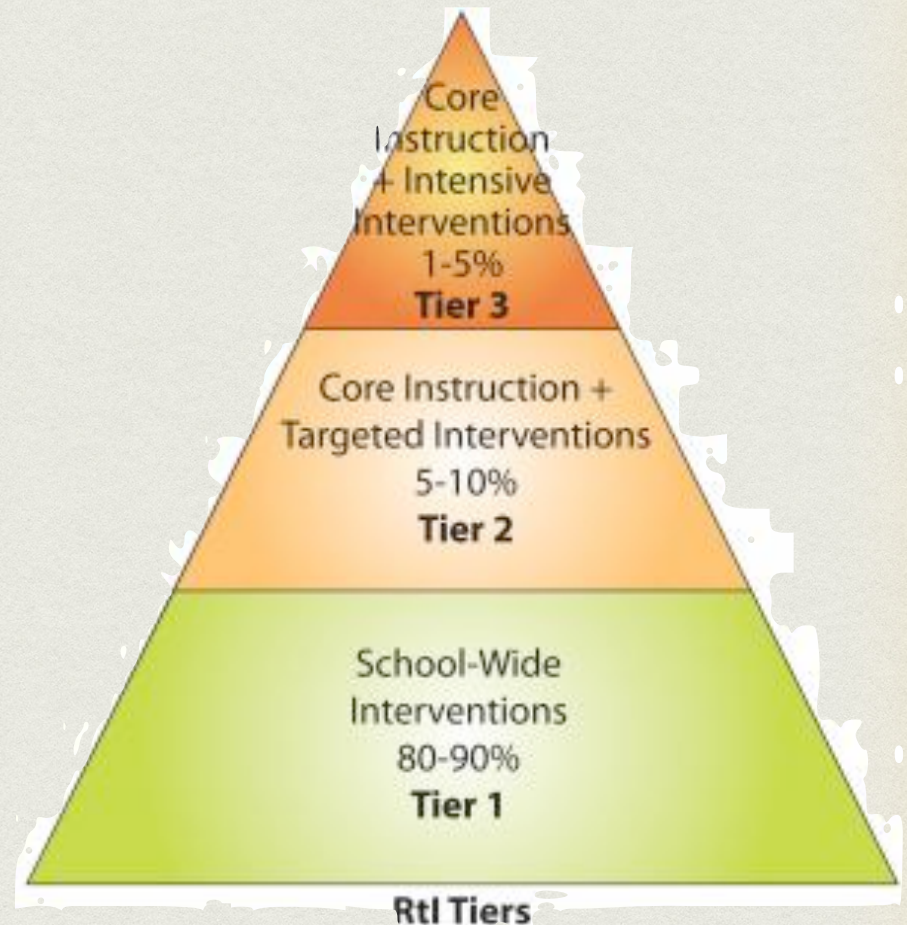 Core
Instruction
+ Intensive
Interventions
1-5%
Tier 3
Core Instruction +
Targeted Interventions
5-10%
Tier 2
School-Wide
Interventions
80-90%
Tier 1
RtI Tiers